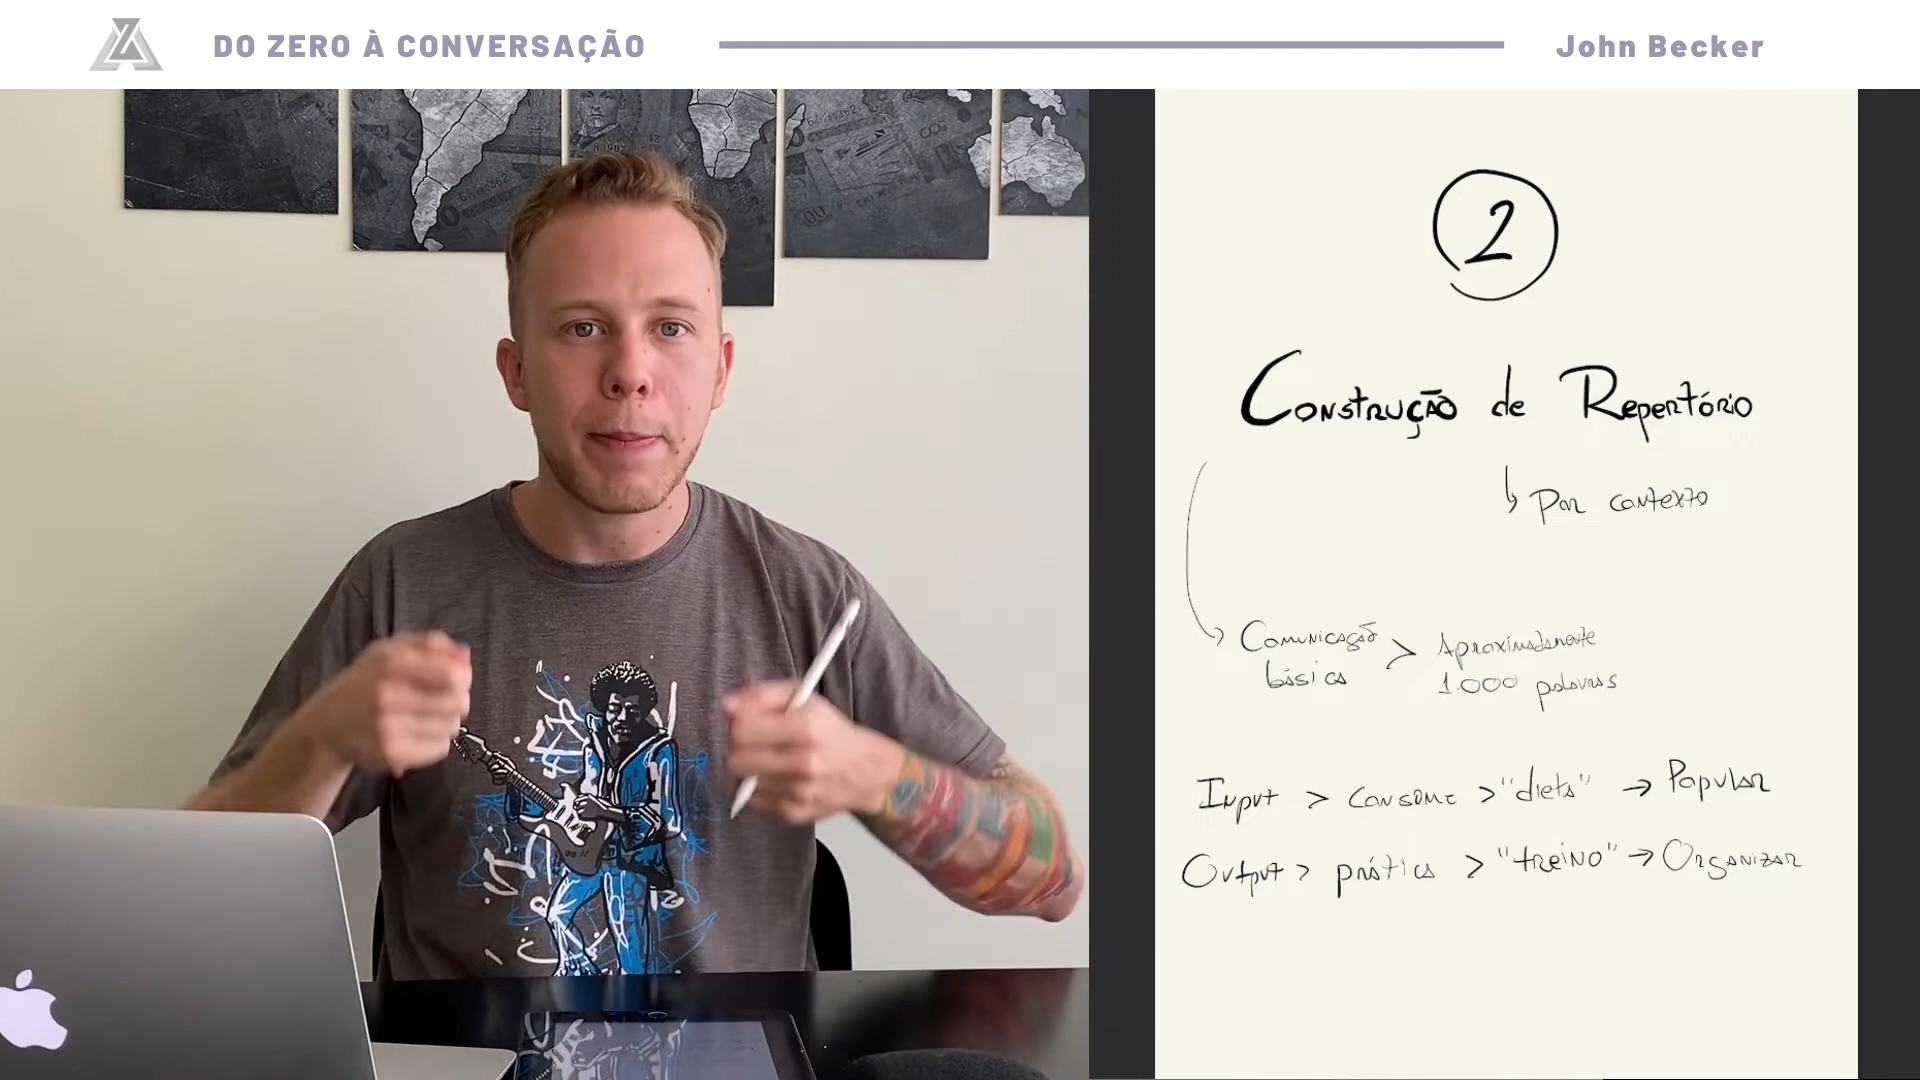 DO ZERO À CONVERSAÇÃO
John Becker
2
Construção de Repertório
↳ Por contexto
Comunicação > Aproximadamente
básica 1.000 palavras
Input > consome > "dieta" → Popular
Output > prática > "treino" → Organizar